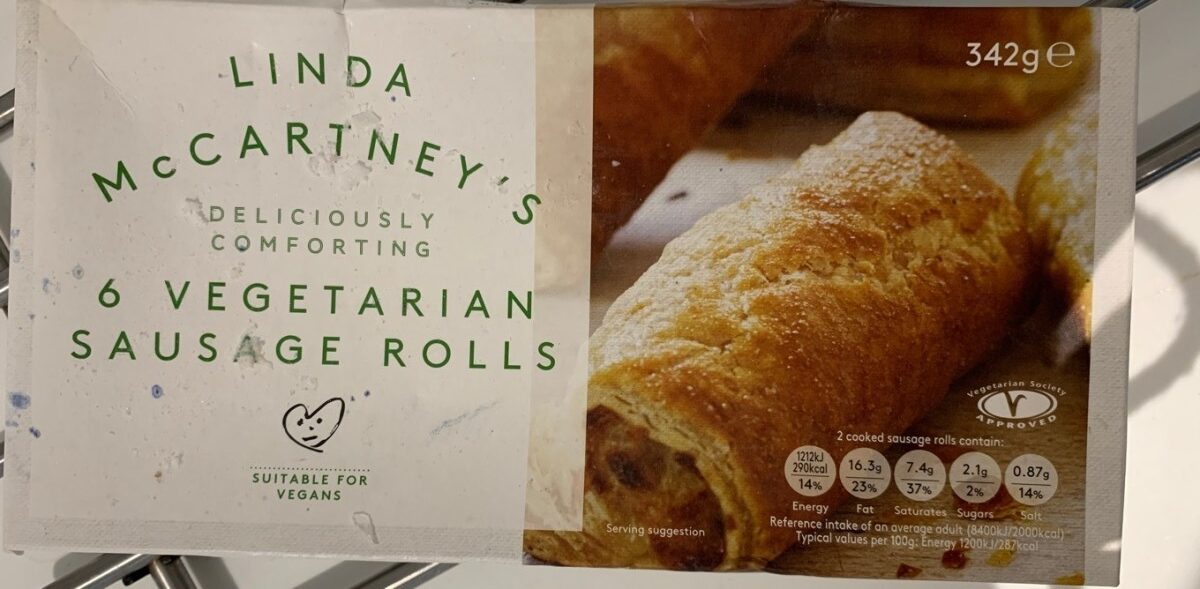 LINDA
McCARTNEY'S
DELICIOUSLY
COMFORTING
6 VEGETARIAN
SAUSAGE ROLLS
SUITABLE FOR
VEGANS
342g e
Vegetarian Society
V
APPROVED
2 cooked sausage rolls contain:
1212kJ
290kcal
14%
Energy
16.3g
23%
Fat
7.4g
37%
Saturates
2.1g
2%
Sugars
0.87g
14%
Salt
Reference intake of an average adult (8400kJ/2000kcal)
Typical values per 100g: Energy 1200kJ/287kcal
Serving suggestion